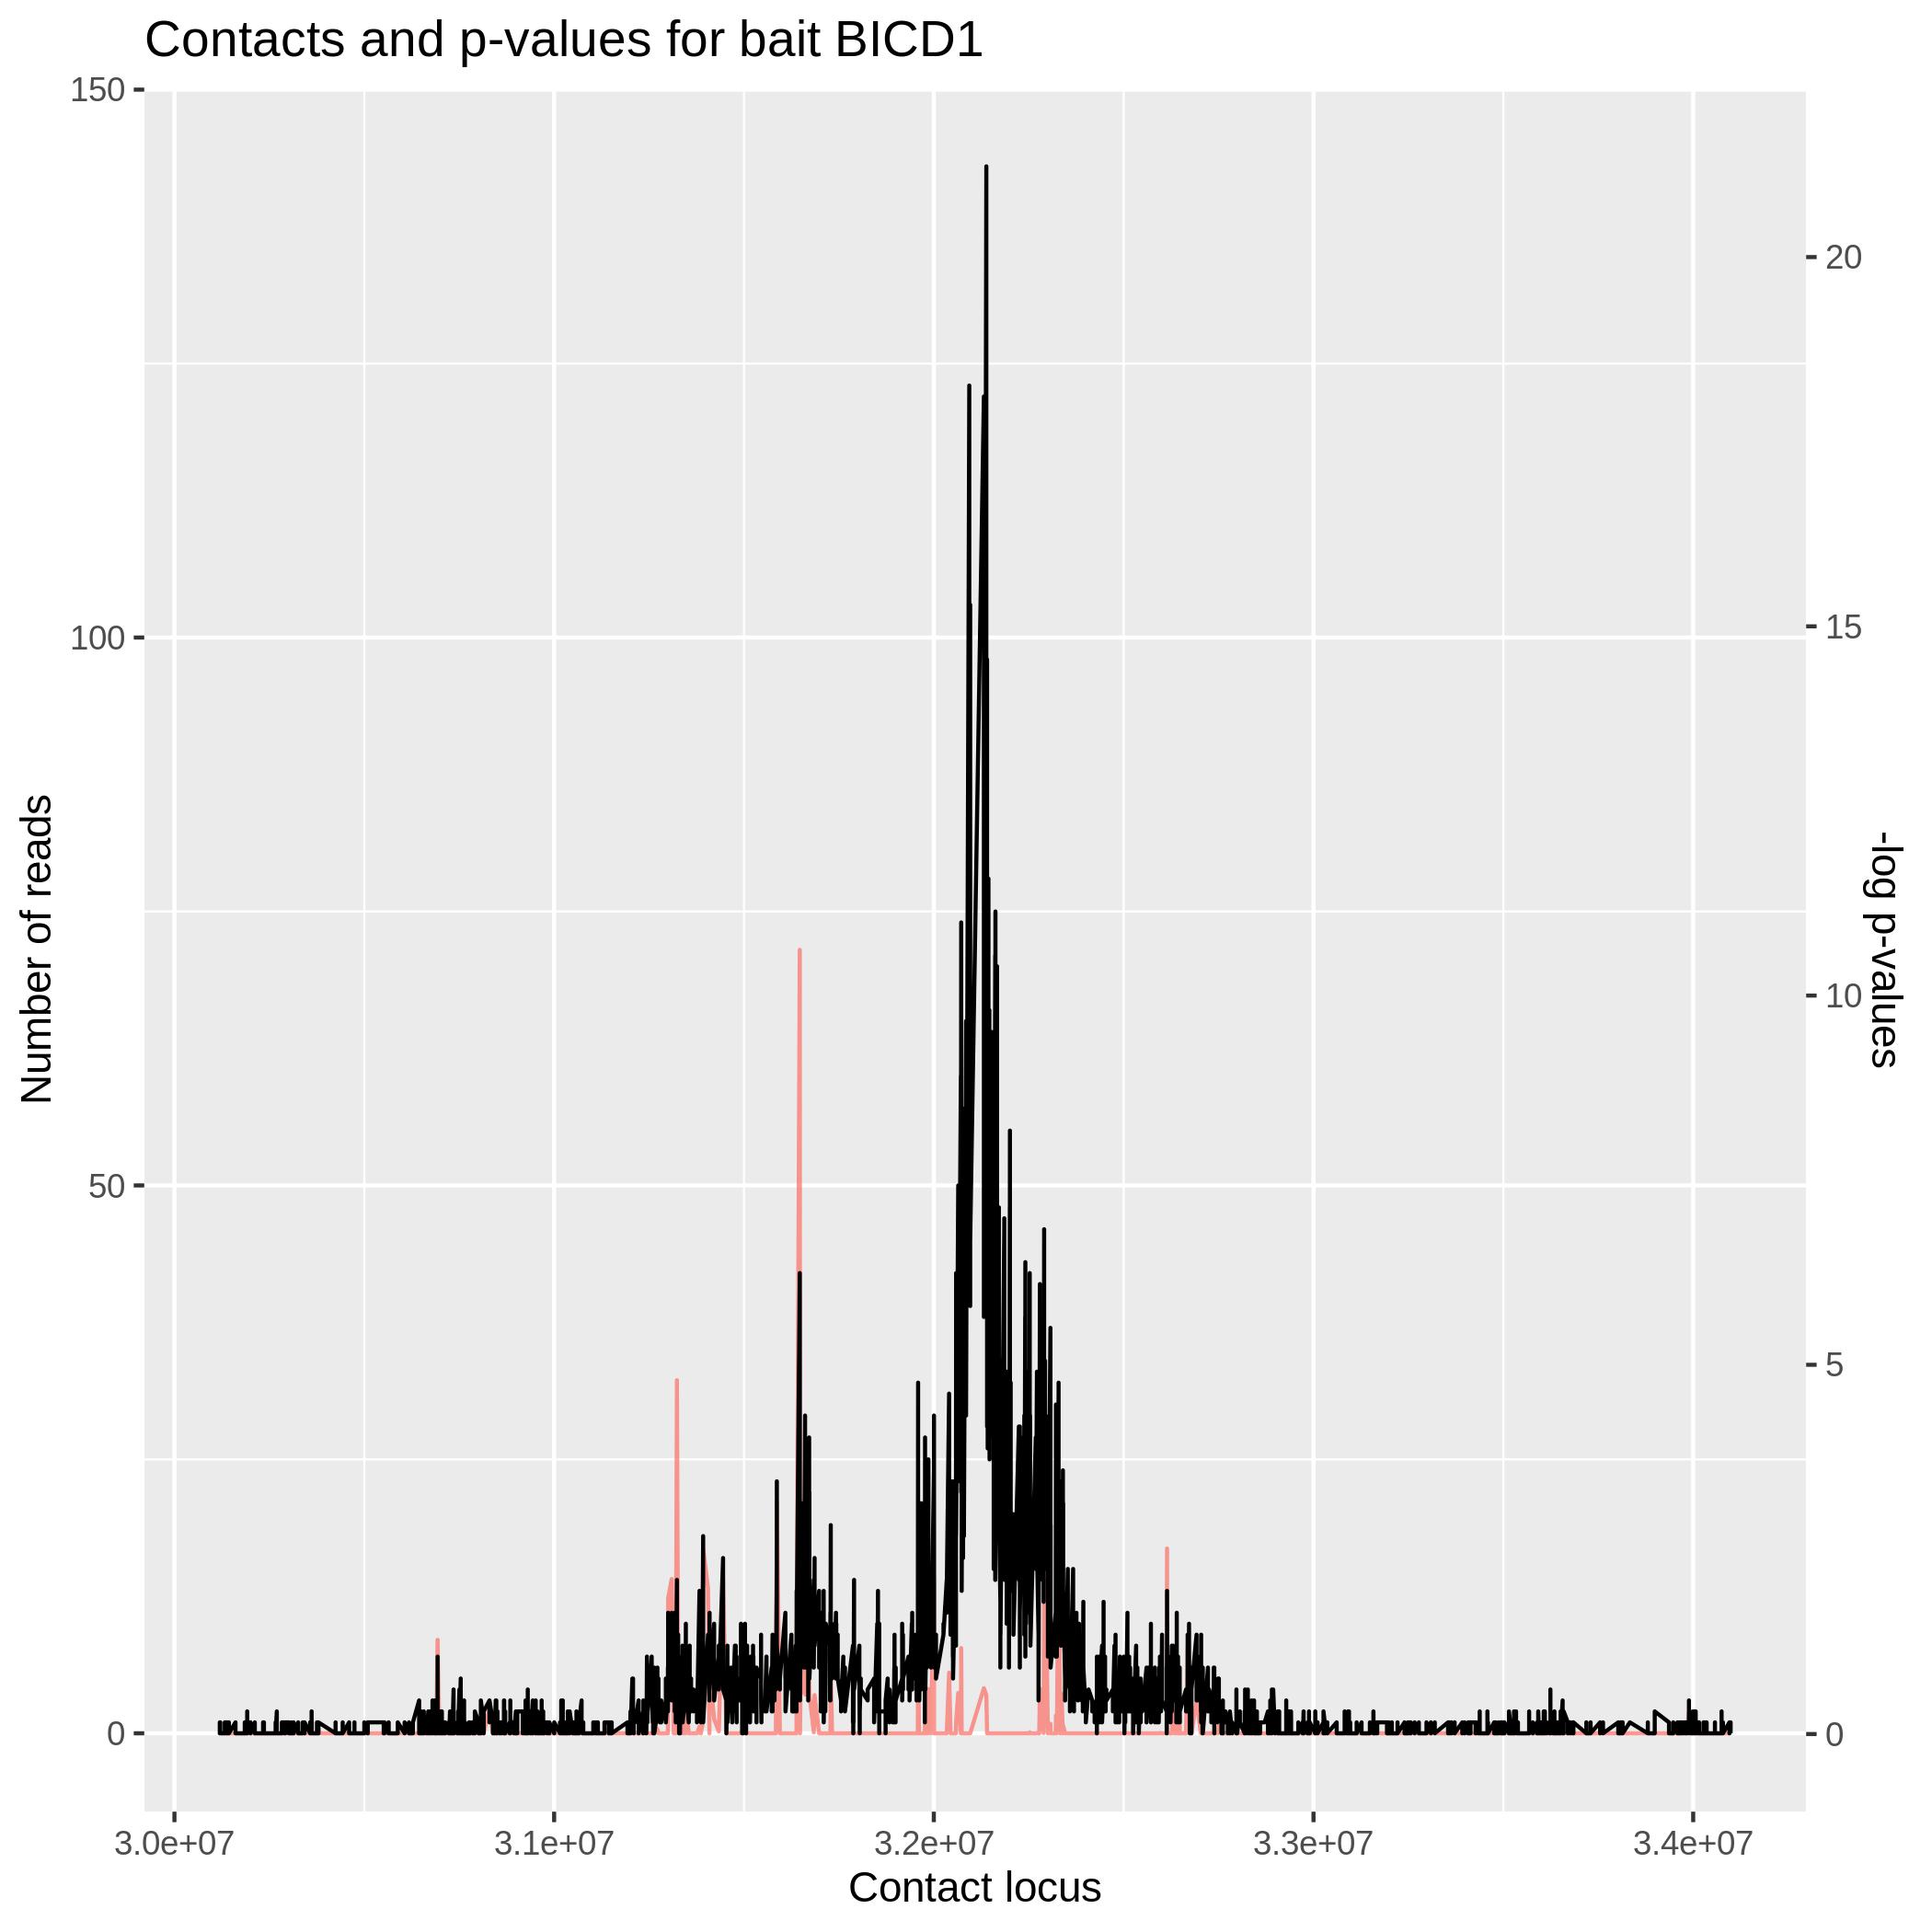 Contacts and p-values for bait BICD1
150
100
50
0
Number of reads
20
15
10
5
0
-log p-values
3.0e+07
3.1e+07
3.2e+07
3.3e+07
3.4e+07
Contact locus